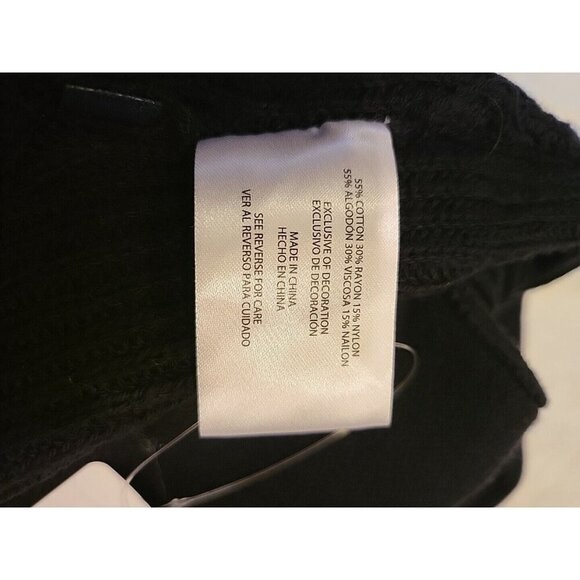 55% COTTON 30% RAYON 15% NYLON
55% ALGODÓN 30% VISCOSA 15% NAILON
EXCLUSIVE OF DECORATION
EXCLUSIVO DE DECORACIÓN
MADE IN CHINA
HECHO EN CHINA
SEE REVERSE FOR CARE
VER AL REVERSO PARA CUIDADO